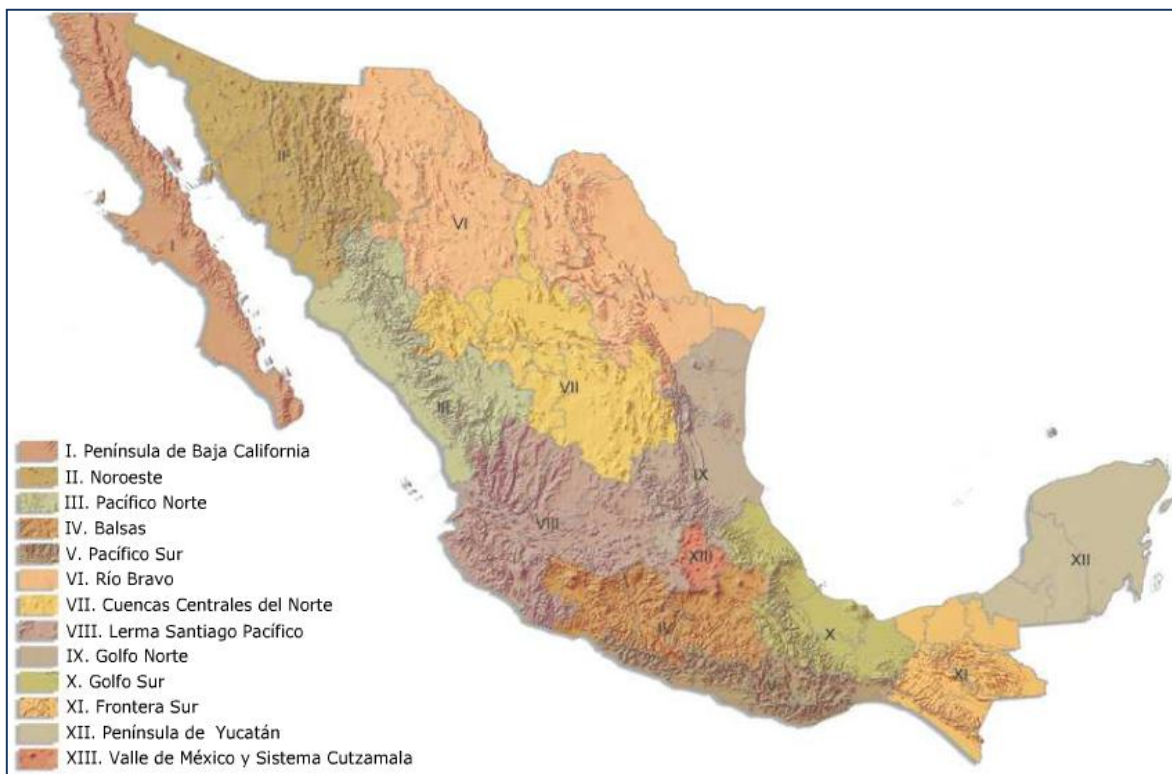 II
VI
I
VII
III
IX
VIII
XIII
XII
IV
X
V
XI
I. Península de Baja California
II. Noroeste
III. Pacífico Norte
IV. Balsas
V. Pacífico Sur
VI. Río Bravo
VII. Cuencas Centrales del Norte
VIII. Lerma Santiago Pacífico
IX. Golfo Norte
X. Golfo Sur
XI. Frontera Sur
XII. Península de Yucatán
XIII. Valle de México y Sistema Cutzamala